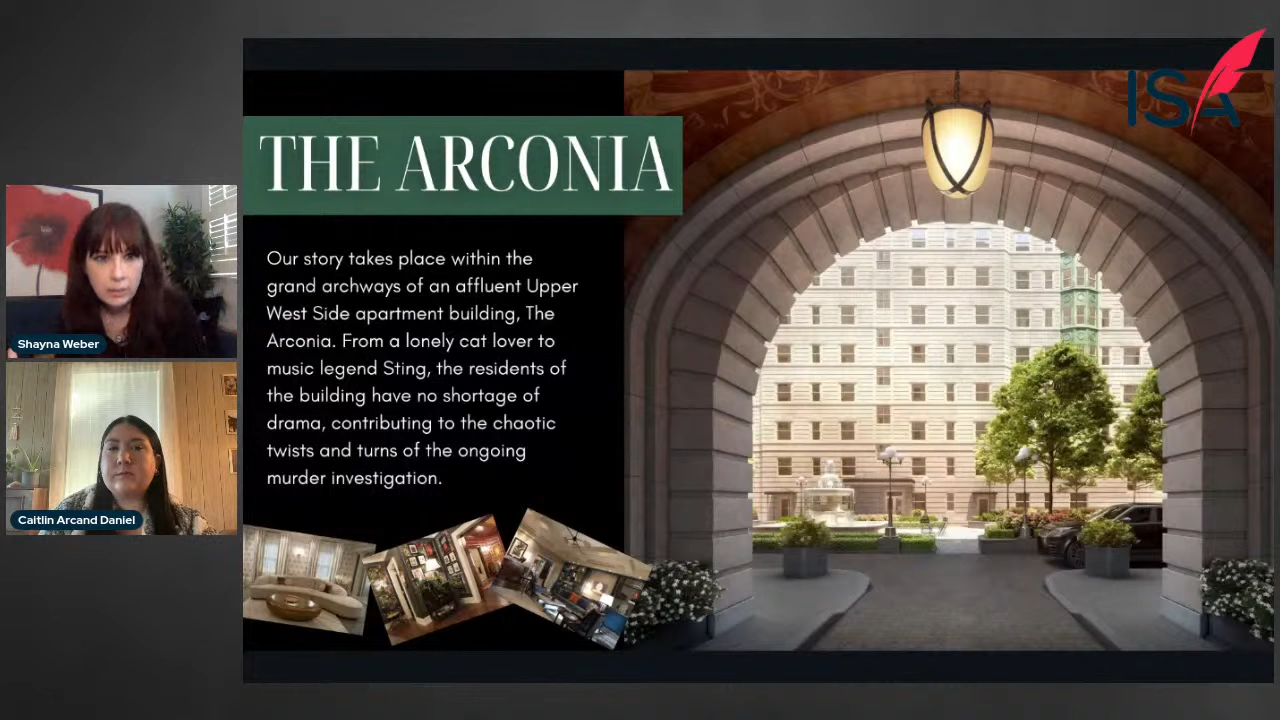 ISA
THE ARCONIA
Our story takes place within the
grand archways of an affluent Upper
West Side apartment building, The
Arconia. From a lonely cat lover to
music legend Sting, the residents of
the building have no shortage of
drama, contributing to the chaotic
twists and turns of the ongoing
murder investigation.
Shayna Weber
Caitlin Arcand Daniel